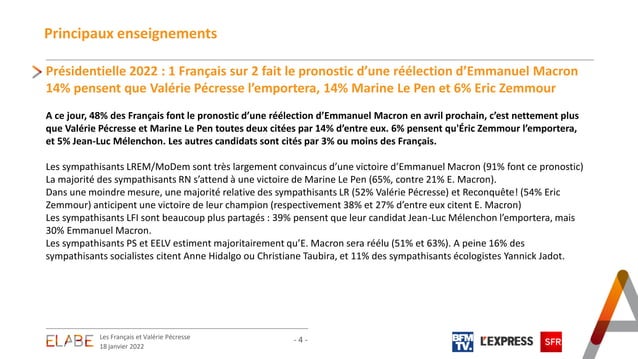 Principaux enseignements
Présidentielle 2022 : 1 Français sur 2 fait le pronostic d’une réélection d’Emmanuel Macron
14% pensent que Valérie Pécresse l’emportera, 14% Marine Le Pen et 6% Eric Zemmour
A ce jour, 48% des Français font le pronostic d’une réélection d’Emmanuel Macron en avril prochain, c’est nettement plus
que Valérie Pécresse et Marine Le Pen toutes deux citées par 14% d’entre eux. 6% pensent qu’Éric Zemmour l’emportera,
et 5% Jean-Luc Mélenchon. Les autres candidats sont cités par 3% ou moins des Français.
Les sympathisants LREM/MoDem sont très largement convaincus d’une victoire d’Emmanuel Macron (91% font ce pronostic)
La majorité des sympathisants RN s’attend à une victoire de Marine Le Pen (65%, contre 21% E. Macron).
Dans une moindre mesure, une majorité relative des sympathisants LR (52% Valérie Pécresse) et Reconquête! (54% Eric
Zemmour) anticipent une victoire de leur champion (respectivement 38% et 27% d’entre eux citent E. Macron)
Les sympathisants LFI sont beaucoup plus partagés : 39% pensent que leur candidat Jean-Luc Mélenchon l’emportera, mais
30% Emmanuel Macron.
Les sympathisants PS et EELV estiment majoritairement qu’E. Macron sera réélu (51% et 63%). A peine 16% des
sympathisants socialistes citent Anne Hidalgo ou Christiane Taubira, et 11% des sympathisants écologistes Yannick Jadot.
ELABE
Les Français et Valérie Pécresse
18 janvier 2022
- 4 -
BFM
TV.
L'EXPRESS
SFR